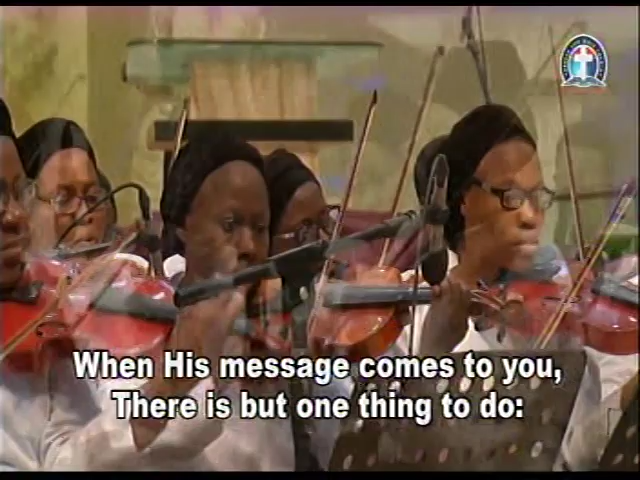 When His message comes to you,
There is but one thing to do: